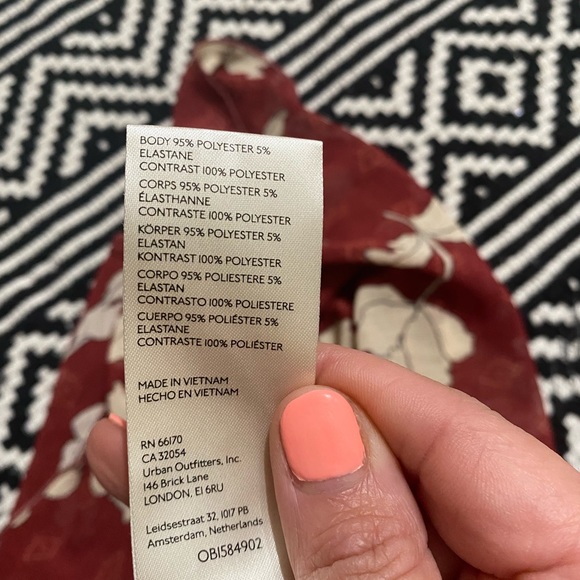 BODY 95% POLYESTER 5%
ELASTANE
CONTRAST 100% POLYESTER
CORPS 95% POLYESTER 5%
ÉLASTHANNE
CONTRASTE 100% POLYESTER
KÖRPER 95% POLYESTER 5%
ELASTAN
KONTRAST 100% POLYESTER
CORPO 95% POLIESTERE 5%
ELASTAN
CONTRASTO 100% POLIESTERE
CUERPO 95% POLIÉSTER 5%
ELASTANE
CONTRASTE 100% POLIÉSTER
MADE IN VIETNAM
HECHO EN VIETNAM
RN 66170
CA 32054
Urban Outfitters, Inc.
146 Brick Lane
LONDON, E1 6RU
Leidsestraat 32, 1017 PB
Amsterdam, Netherlands
OB1584902